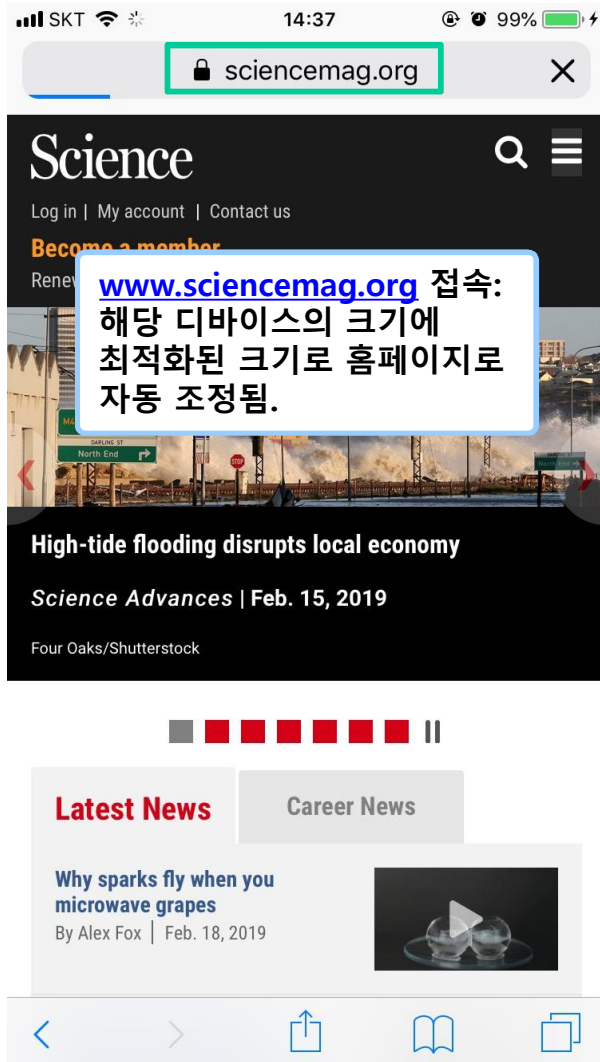 SKT 14:37 99%
sciencemag.org
Science
Log in | My account | Contact us
Become a member
www.sciencemag.org 접속:
해당 디바이스의 크기에
최적화된 크기로 홈페이지로
자동 조정됨.
DARLING ST
North End
STOP
High-tide flooding disrupts local economy
Science Advances | Feb. 15, 2019
Four Oaks/Shutterstock
Latest News
Career News
Why sparks fly when you
microwave grapes
By Alex Fox | Feb. 18, 2019